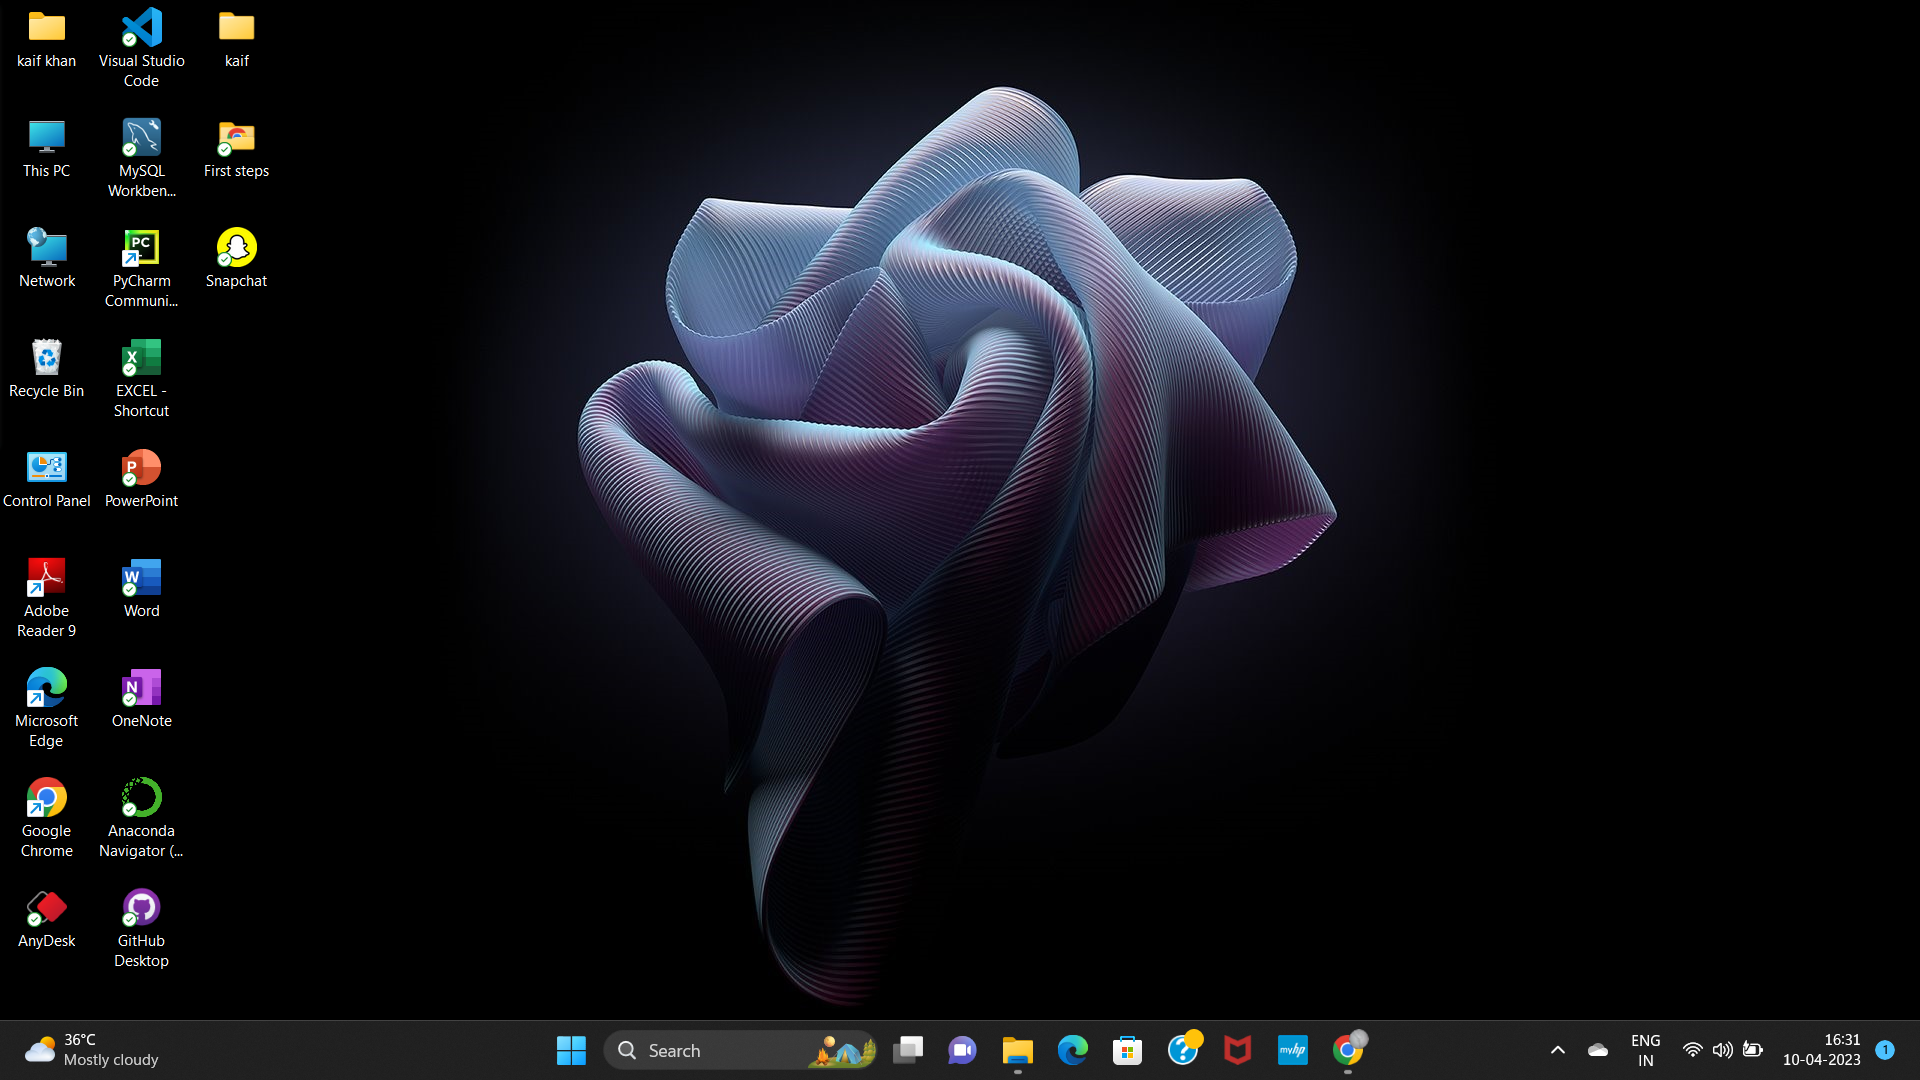 kaif khan
Visual Studio
Code
kaif
This PC
MySQL
Workben...
First steps
Network
PC
PyCharm
Communi...
Snapchat
Recycle Bin
X
EXCEL -
Shortcut
Control Panel
P
PowerPoint
Adobe
Reader 9
W
Word
Microsoft
Edge
N
OneNote
Google
Chrome
Anaconda
Navigator (...
AnyDesk
GitHub
Desktop
36°C
Mostly cloudy
Search
?
myhp
ENG
IN
16:31
10-04-2023
1